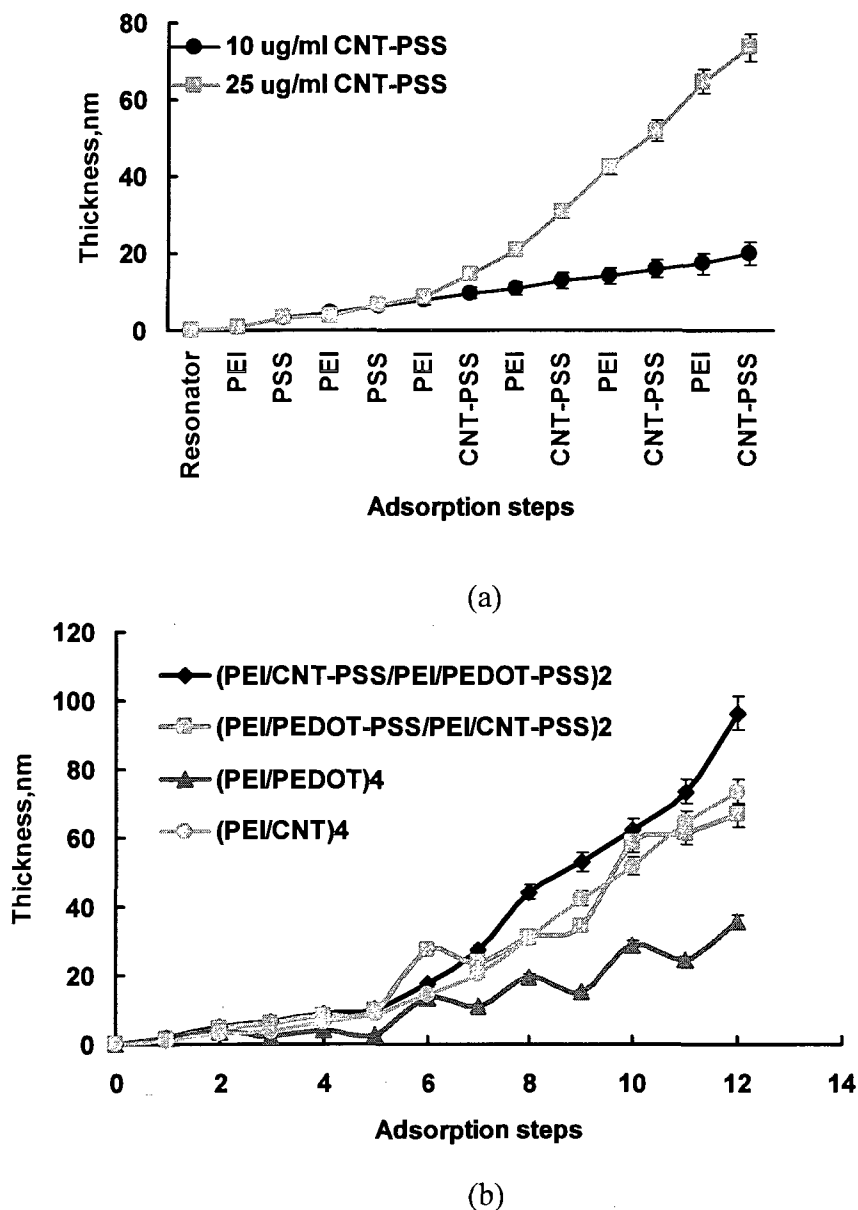 80
10 ug/ml CNT-PSS
25 ug/ml CNT-PSS
60
40
20
0
Thickness,nm
Resonator
PEI
PSS
PEI
PSS
PEI
CNT-PSS
PEI
CNT-PSS
PEI
CNT-PSS
PEI
CNT-PSS
Adsorption steps
(a)
120
100
80
60
40
20
0
Thickness,nm
(PEI/CNT-PSS/PEI/PEDOT-PSS)2
(PEI/PEDOT-PSS/PEI/CNT-PSS)2
(PEI/PEDOT)4
(PEI/CNT)4
0 2 4 6 8 10 12 14
Adsorption steps
(b)